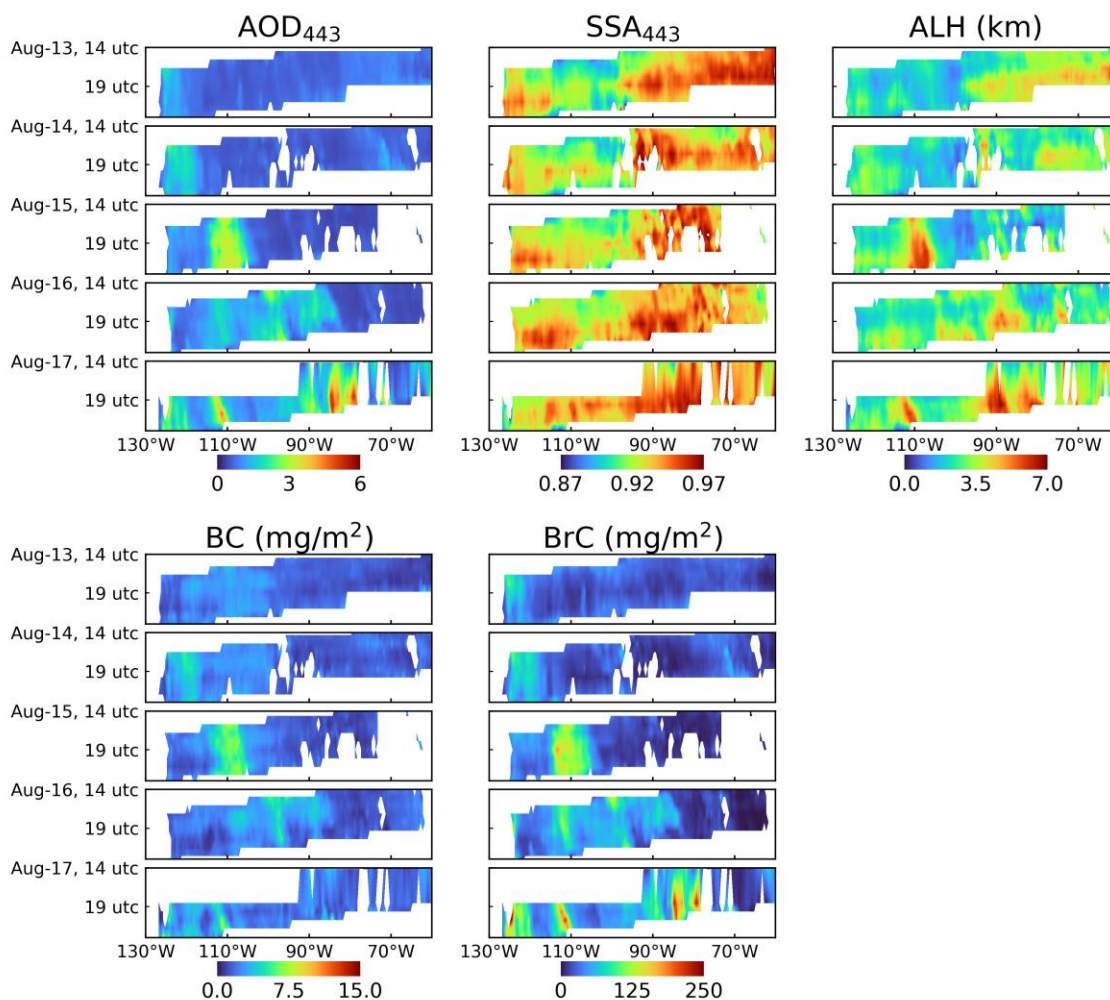 AOD443 SSA443 ALH (km)
Aug-13, 14 utc
19 utc
Aug-14, 14 utc
19 utc
Aug-15, 14 utc
19 utc
Aug-16, 14 utc
19 utc
Aug-17, 14 utc
19 utc
130°W 110°W 90°W 70°W 130°W 110°W 90°W 70°W 130°W 110°W 90°W 70°W
0 3 6 0.87 0.92 0.97 0.0 3.5 7.0
BC (mg/m²) BrC (mg/m²)
Aug-13, 14 utc
19 utc
Aug-14, 14 utc
19 utc
Aug-15, 14 utc
19 utc
Aug-16, 14 utc
19 utc
Aug-17, 14 utc
19 utc
130°W 110°W 90°W 70°W 130°W 110°W 90°W 70°W
0.0 7.5 15.0 0 125 250